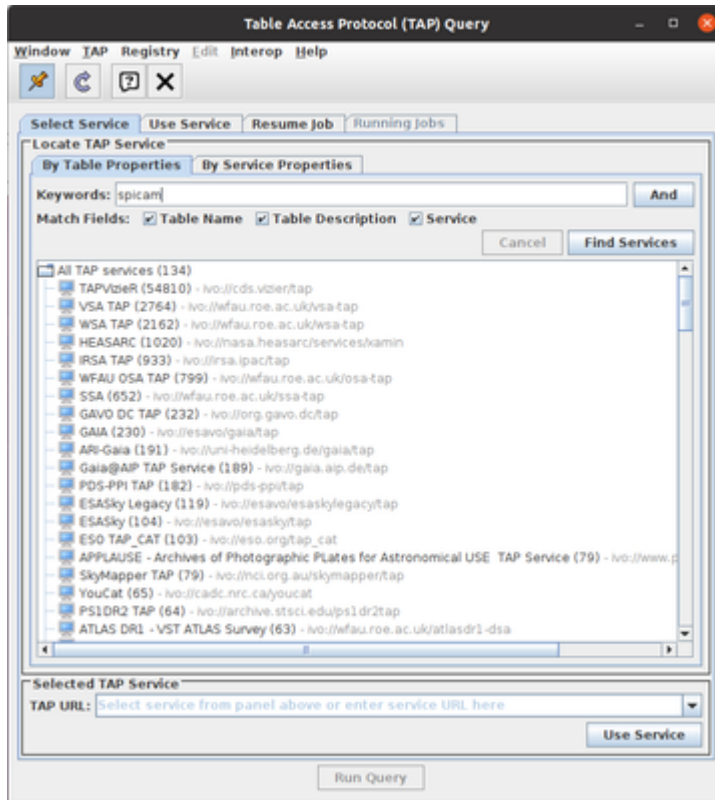 Table Access Protocol (TAP) Query
Window TAP Registry Edit Interop Help
Select Service Use Service Resume Job Running Jobs
Locate TAP Service
By Table Properties By Service Properties
Keywords: spicam And
Match Fields: Table Name Table Description Service
Cancel Find Services
All TAP services (134)
TAPVizieR (54810) - ivo://cds.vizier/tap
VSA TAP (2764) - ivo://wfau.roe.ac.uk/vsa-tap
WSA TAP (2162) - ivo://wfau.roe.ac.uk/wsa-tap
HEASARC (1020) - ivo://nasa.heasarc/services/xamin
IRSA TAP (933) - ivo://irsa.ipac/tap
WFAU OSA TAP (799) - ivo://wfau.roe.ac.uk/osa-tap
SSA (652) - ivo://wfau.roe.ac.uk/ssa-tap
GAVO DC TAP (232) - ivo://org.gavo.dc/tap
GAIA (230) - ivo://esavo/gaia/tap
ARI-Gaia (191) - ivo://uni-heidelberg.de/gaia/tap
Gaia@AIP TAP Service (189) - ivo://gaia.aip.de/tap
PDS-PPI TAP (182) - ivo://pds-ppi/tap
ESASky Legacy (119) - ivo://esavo/esaskylegacy/tap
ESASky (104) - ivo://esavo/esasky/tap
ESO TAP_CAT (103) - ivo://eso.org/tap_cat
APPLAUSE - Archives of Photographic PLates for Astronomical USE TAP Service (79) - ivo://www.p
SkyMapper TAP (79) - ivo://nci.org.au/skymapper/tap
YouCat (65) - ivo://cadc.nrc.ca/youcat
PS1DR2 TAP (64) - ivo://archive.stsci.edu/ps1dr2tap
ATLAS DR1 - VST ATLAS Survey (63) - ivo://wfau.roe.ac.uk/atlasdr1-dsa
Selected TAP Service
TAP URL: Select service from panel above or enter service URL here
Use Service
Run Query